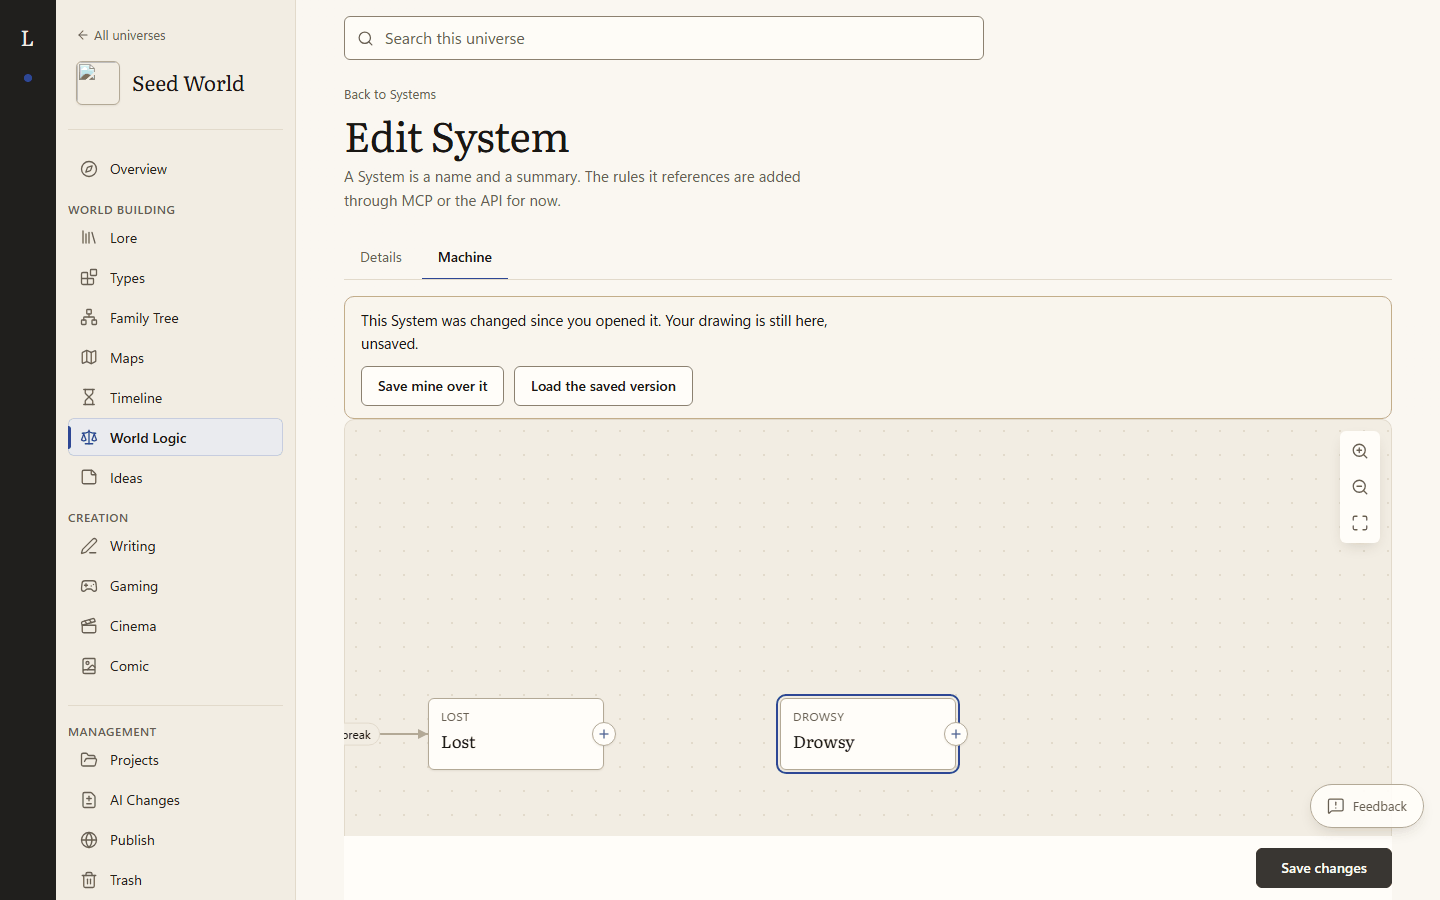 L
All universes
Seed World
Overview
WORLD BUILDING
Lore
Types
Family Tree
Maps
Timeline
World Logic
Ideas
CREATION
Writing
Gaming
Cinema
Comic
MANAGEMENT
Projects
AI Changes
Publish
Trash
Search this universe
Back to Systems
Edit System
A System is a name and a summary. The rules it references are added
through MCP or the API for now.
Details
Machine
This System was changed since you opened it. Your drawing is still here,
unsaved.
Save mine over it
Load the saved version
LOST
Lost
DROWSY
Drowsy
Feedback
Save changes